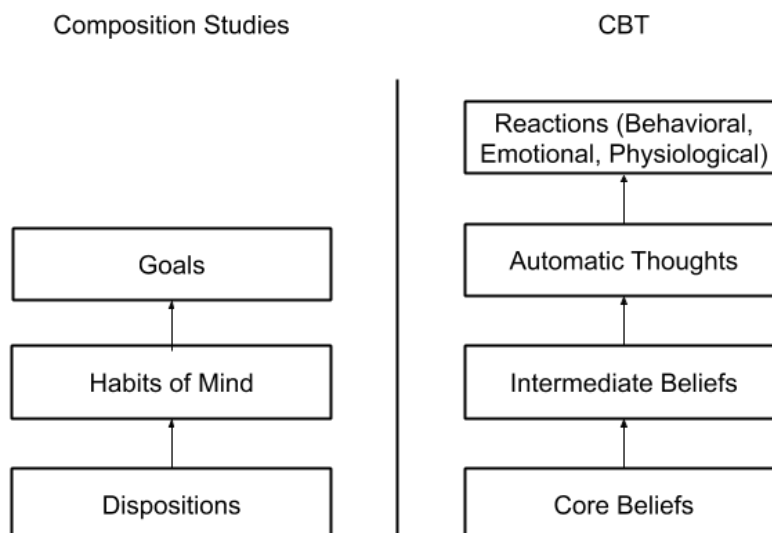 Composition Studies
CBT
Reactions (Behavioral,
Emotional, Physiological)
Goals
Automatic Thoughts
Habits of Mind
Intermediate Beliefs
Dispositions
Core Beliefs